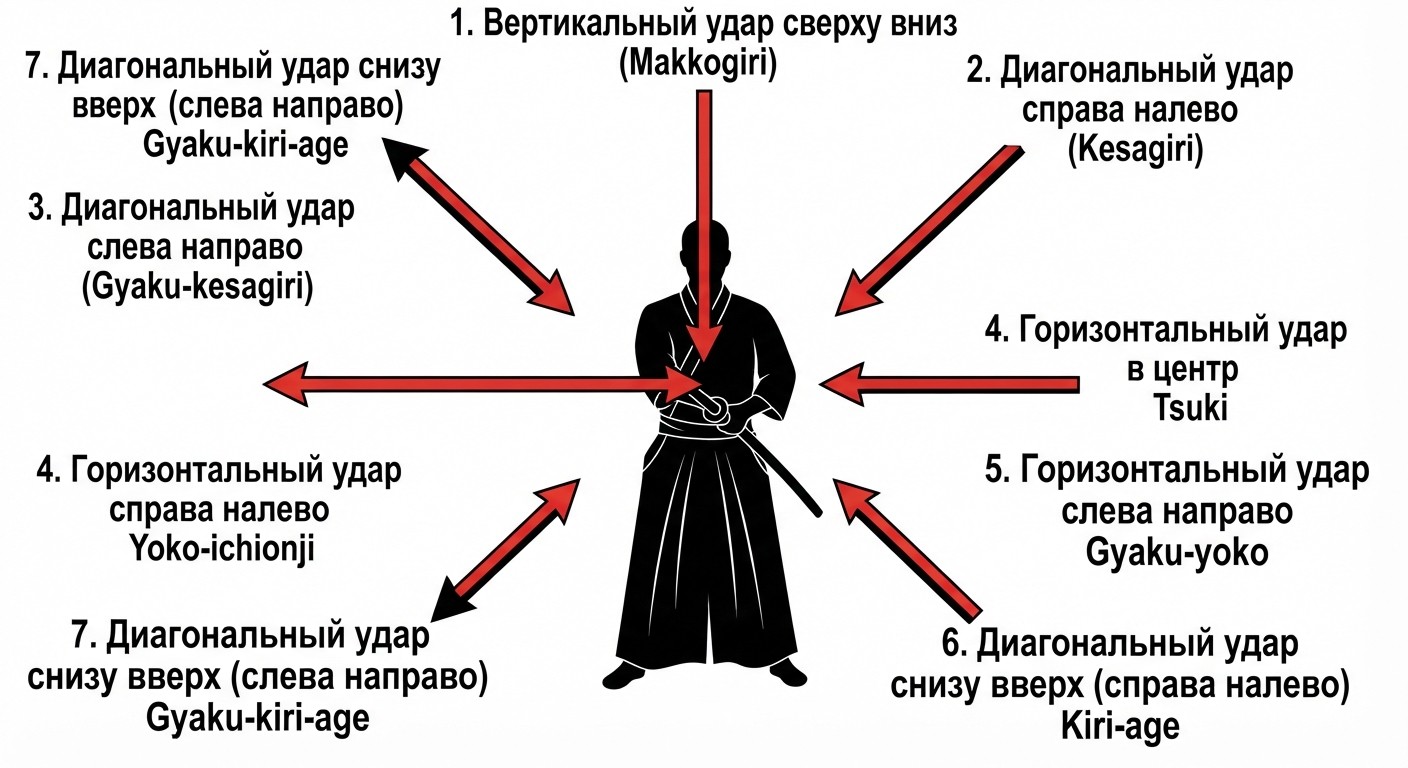 1. Вертикальный удар сверху вниз
(Makkogiri)
7. Диагональный удар снизу
вверх (слева направо)
Gyaku-kiri-age
2. Диагональный удар
справа налево
(Kesagiri)
3. Диагональный удар
слева направо
(Gyaku-kesagiri)
4. Горизонтальный удар
в центр
Tsuki
4. Горизонтальный удар
справа налево
Yoko-ichionji
5. Горизонтальный удар
слева направо
Gyaku-yoko
7. Диагональный удар
снизу вверх (слева направо)
Gyaku-kiri-age
6. Диагональный удар
снизу вверх (справа налево)
Kiri-age